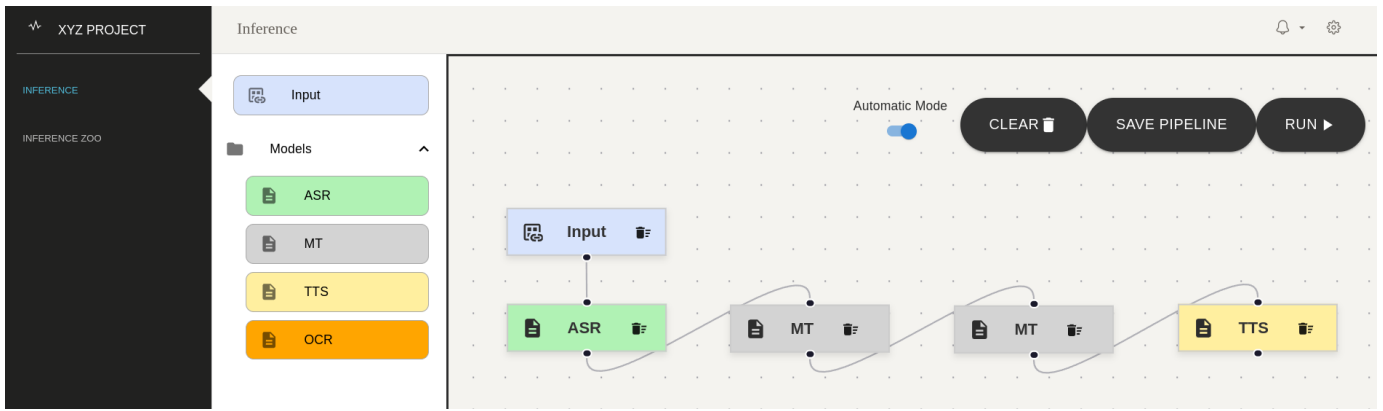 XYZ PROJECT
Inference
INFERENCE
INFERENCE ZOO
Input
Models
ASR
MT
TTS
OCR
Automatic Mode
CLEAR
SAVE PIPELINE
RUN
Input
ASR
MT
MT
TTS